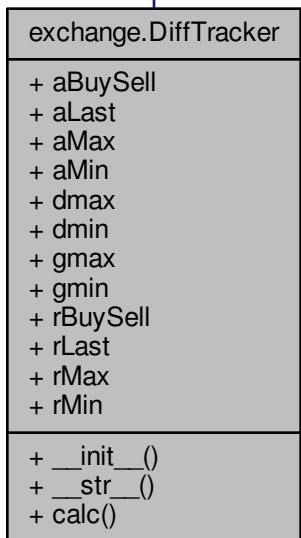 exchange.DiffTracker
+ aBuySell
+ aLast
+ aMax
+ aMin
+ dmax
+ dmin
+ gmax
+ gmin
+ rBuySell
+ rLast
+ rMax
+ rMin
+ __init__()
+ __str__()
+ calc()